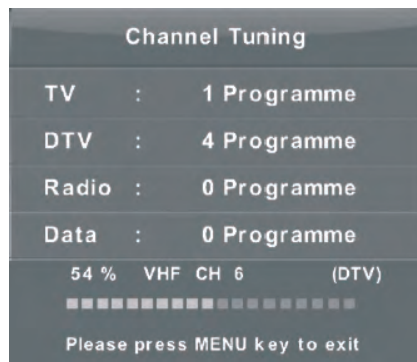 Channel Tuning
TV : 1 Programme
DTV : 4 Programme
Radio : 0 Programme
Data : 0 Programme
54 % VHF CH 6 (DTV)
Please press MENU key to exit